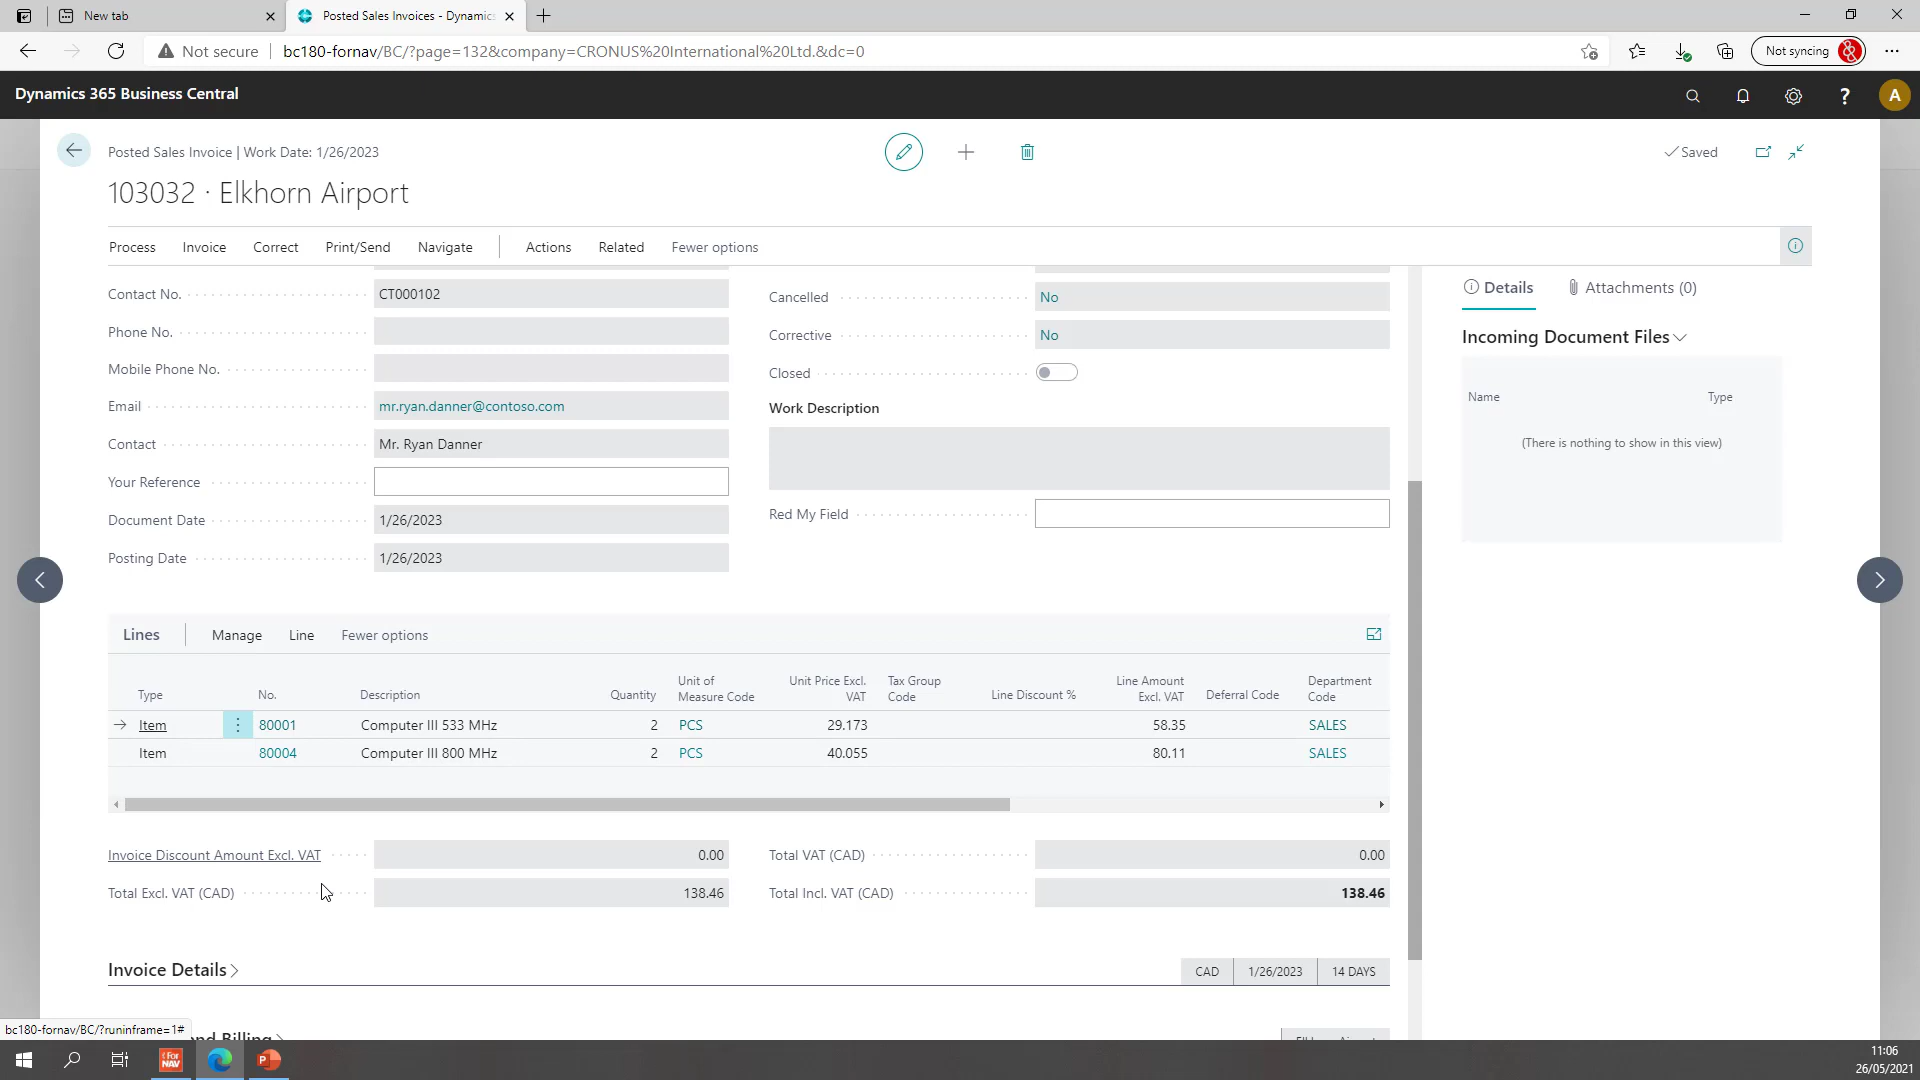 New tab
Posted Sales Invoices - Dynamics
Not secure
bc180-fornav/BC/?page=132&company=CRONUS%20International%20Ltd.&dc=0
Not syncing
Dynamics 365 Business Central
?
A
Posted Sales Invoice | Work Date: 1/26/2023
Saved
103032 · Elkhorn Airport
Process
Invoice
Correct
Print/Send
Navigate
Actions
Related
Fewer options
Contact No.
CT000102
Phone No.
Mobile Phone No.
Email
mr.ryan.danner@contoso.com
Contact
Mr. Ryan Danner
Your Reference
Document Date
1/26/2023
Posting Date
1/26/2023
Cancelled
No
Corrective
No
Closed
Work Description
Red My Field
Details
Attachments (0)
Incoming Document Files
Name
Type
(There is nothing to show in this view)
Lines
Manage
Line
Fewer options
Type
No.
Description
Quantity
Unit of
Measure Code
Unit Price Excl.
VAT
Tax Group
Code
Line Discount %
Line Amount
Excl. VAT
Deferral Code
Department
Code
Item 80001 Computer III 533 MHz 2 PCS 29.173 58.35 SALES
Item 80004 Computer III 800 MHz 2 PCS 40.055 80.11 SALES
Invoice Discount Amount Excl. VAT
0.00
Total VAT (CAD)
0.00
Total Excl. VAT (CAD)
138.46
Total Incl. VAT (CAD)
138.46
Invoice Details
CAD
1/26/2023
14 DAYS
bc180-fornav/BC/?runinframe=1#
nd Billing
Elkhorn Airport
ForNAV
11:06
26/05/2021